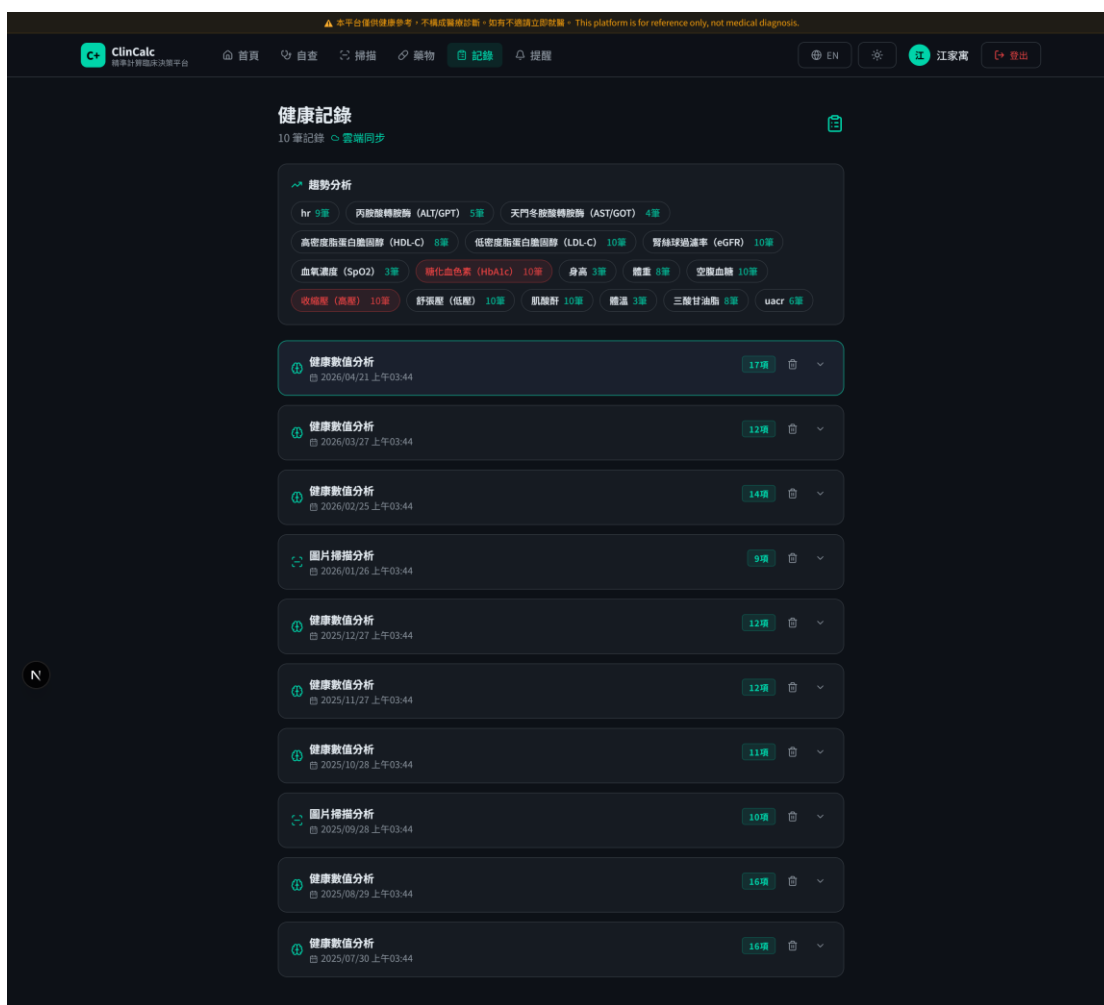 本平台僅供健康參考，不構成醫療診斷。如有不適請立即就醫。 This platform is for reference only, not medical diagnosis.
C+ ClinCalc
精準計算臨床決策平台
首頁 自查 掃描 藥物 記錄 提醒 EN 江 江家寓 登出
健康記錄
10 筆記錄 雲端同步
趨勢分析
hr 9筆 丙胺酸轉胺酶（ALT/GPT） 5筆 天門冬胺酸轉胺酶（AST/GOT） 4筆
高密度脂蛋白膽固醇（HDL-C） 8筆 低密度脂蛋白膽固醇（LDL-C） 10筆 腎絲球過濾率（eGFR） 10筆
血氧濃度（SpO2） 3筆 糖化血色素（HbA1c） 10筆 身高 3筆 體重 8筆 空腹血糖 10筆
收縮壓（高壓） 10筆 舒張壓（低壓） 10筆 肌酸酐 10筆 體溫 3筆 三酸甘油脂 8筆 uacr 6筆
健康數值分析 17項
2026/04/21 上午03:44
健康數值分析 12項
2026/03/27 上午03:44
健康數值分析 14項
2026/02/25 上午03:44
圖片掃描分析 9項
2026/01/26 上午03:44
健康數值分析 12項
2025/12/27 上午03:44
健康數值分析 12項
2025/11/27 上午03:44
N
健康數值分析 11項
2025/10/28 上午03:44
圖片掃描分析 10項
2025/09/28 上午03:44
健康數值分析 16項
2025/08/29 上午03:44
健康數值分析 16項
2025/07/30 上午03:44